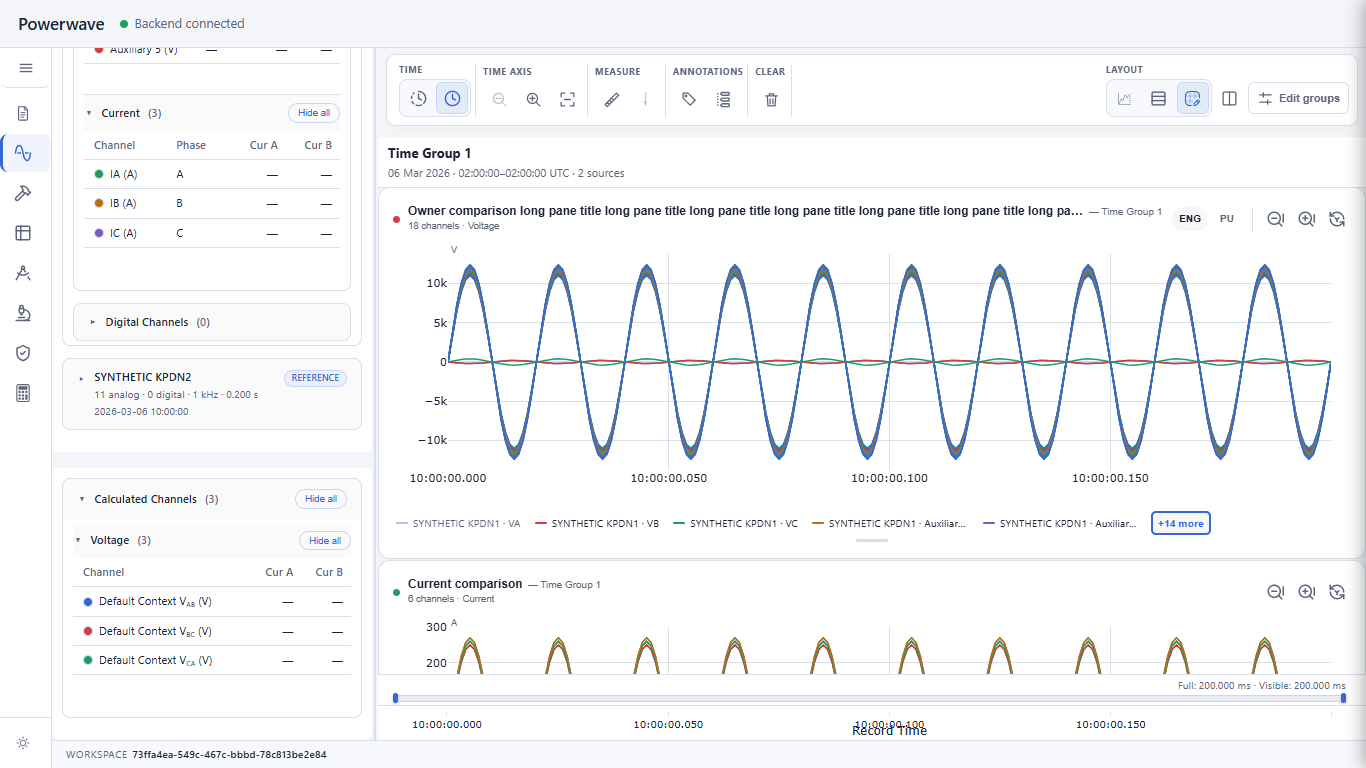 Powerwave
Backend connected
Auxiliary 5 (V) — — —
Current (3) Hide all
Channel Phase Cur A Cur B
IA (A) A — —
IB (A) B — —
IC (A) C — —
Digital Channels (0)
SYNTHETIC KPDN2 REFERENCE
11 analog · 0 digital · 1 kHz · 0.200 s
2026-03-06 10:00:00
Calculated Channels (3) Hide all
Voltage (3) Hide all
Channel Cur A Cur B
Default Context VAB (V) — —
Default Context VBC (V) — —
Default Context VCA (V) — —
TIME TIME AXIS MEASURE ANNOTATIONS CLEAR LAYOUT
Edit groups
Time Group 1
06 Mar 2026 · 02:00:00–02:00:00 UTC · 2 sources
Owner comparison long pane title long pane title long pane title long pane title long pane title long pane title long pa... — Time Group 1 ENG PU
18 channels · Voltage
V
10k
5k
0
−5k
−10k
10:00:00.000 10:00:00.050 10:00:00.100 10:00:00.150
SYNTHETIC KPDN1 · VA SYNTHETIC KPDN1 · VB SYNTHETIC KPDN1 · VC SYNTHETIC KPDN1 · Auxiliar... SYNTHETIC KPDN1 · Auxiliar... +14 more
Current comparison — Time Group 1
6 channels · Current
A
300
200
Full: 200.000 ms · Visible: 200.000 ms
10:00:00.000 10:00:00.050 10:00:00.100 10:00:00.150
Record Time
WORKSPACE 73ffa4ea-549c-467c-bbbd-78c813be2e84